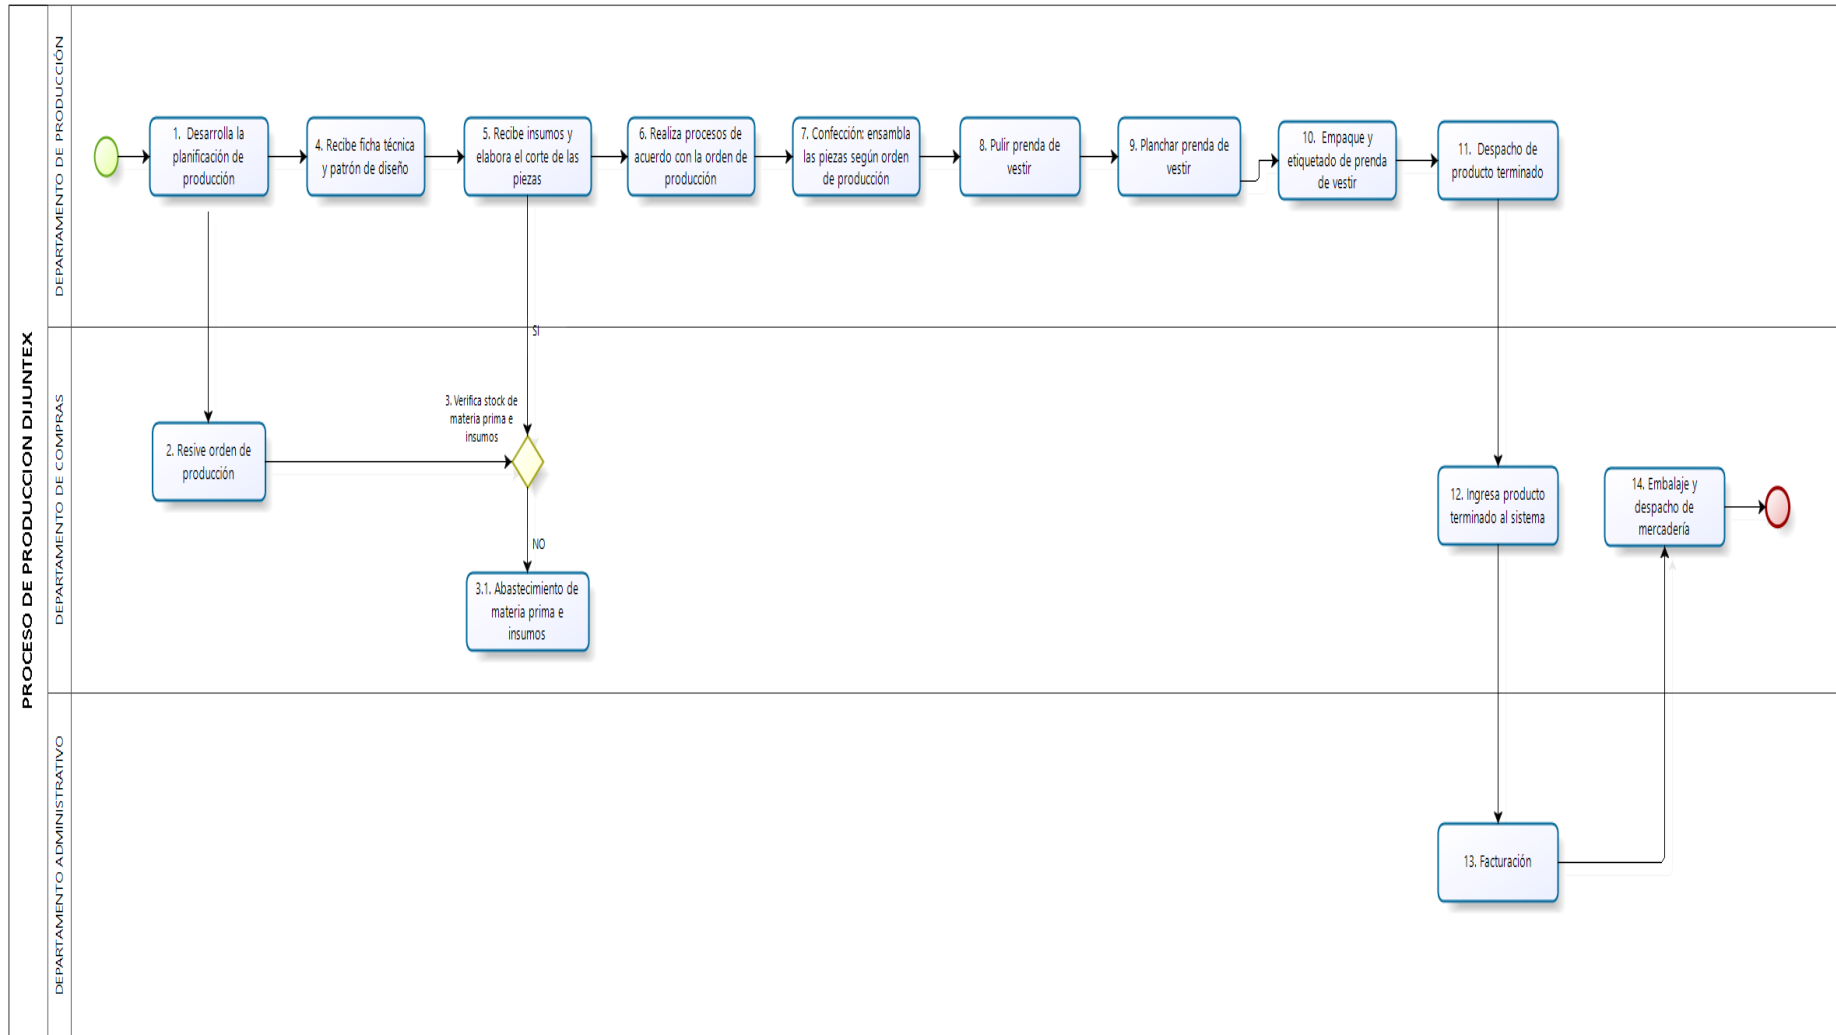 PROCESO DE PRODUCCION DIJUNTEX
DEPARTAMENTO DE PRODUCCIÓN
1. Desarrolla la
planificación de
producción
4. Recibe ficha técnica
y patrón de diseño
5. Recibe insumos y
elabora el corte de las
piezas
6. Realiza procesos de
acuerdo con la orden de
producción
7. Confección: ensambla
las piezas según orden
de producción
8. Pulir prenda de
vestir
9. Planchar prenda de
vestir
10. Empaque y
etiquetado de prenda
de vestir
11. Despacho de
producto terminado
DEPARTAMENTO DE COMPRAS
2. Resive orden de
producción
SI
3. Verifica stock de
materia prima e
insumos
NO
3.1. Abastecimiento de
materia prima e
insumos
12. Ingresa producto
terminado al sistema
14. Embalaje y
despacho de
mercadería
DEPARTAMENTO ADMINISTRATIVO
13. Facturación